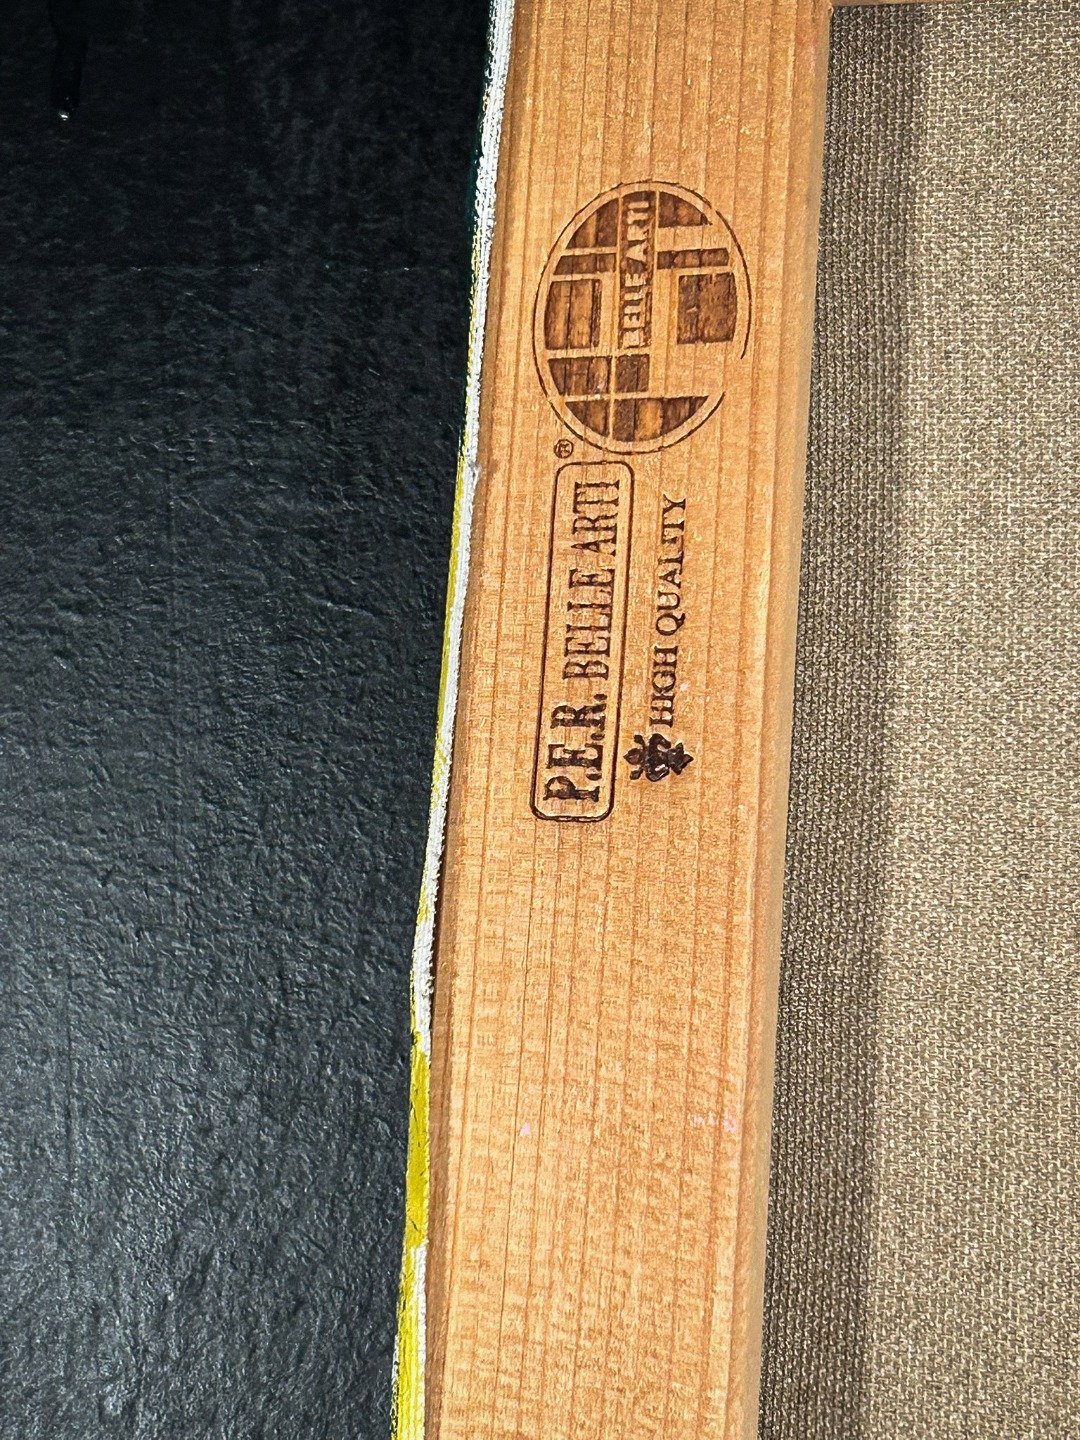 BELLE ARTI
®
P.E.R. BELLE ARTI
HIGH QUALITY